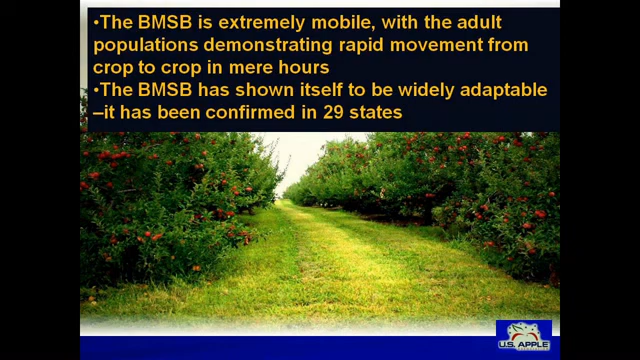 •The BMSB is extremely mobile, with the adult
populations demonstrating rapid movement from
crop to crop in mere hours
•The BMSB has shown itself to be widely adaptable
–it has been confirmed in 29 states
U.S. APPLE